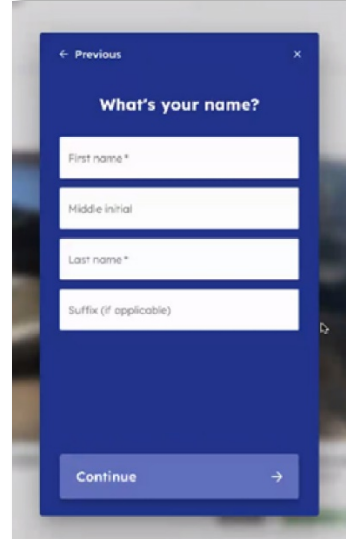 ← Previous ×
What's your name?
First name *
Middle initial
Last name *
Suffix (if applicable)
Continue →